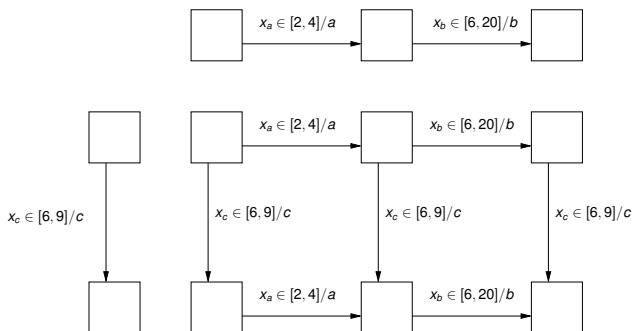 x_a ∈ [2, 4]/a x_b ∈ [6, 20]/b
x_a ∈ [2, 4]/a x_b ∈ [6, 20]/b
x_c ∈ [6, 9]/c x_c ∈ [6, 9]/c x_c ∈ [6, 9]/c x_c ∈ [6, 9]/c
x_a ∈ [2, 4]/a x_b ∈ [6, 20]/b